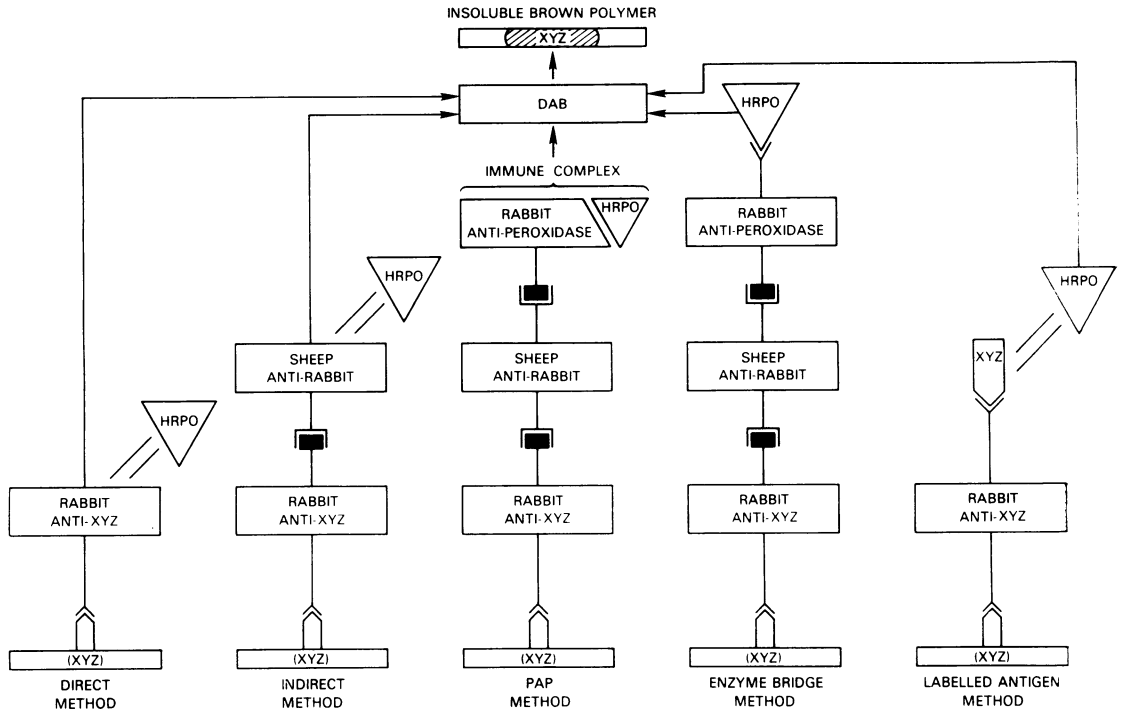 INSOLUBLE BROWN POLYMER
XYZ
DAB
HRPO
IMMUNE COMPLEX
RABBIT
ANTI-PEROXIDASE
HRPO
RABBIT
ANTI-PEROXIDASE
HRPO
HRPO
SHEEP
ANTI-RABBIT
SHEEP
ANTI-RABBIT
SHEEP
ANTI-RABBIT
XYZ
HRPO
RABBIT
ANTI-XYZ
RABBIT
ANTI-XYZ
RABBIT
ANTI-XYZ
RABBIT
ANTI-XYZ
RABBIT
ANTI-XYZ
(XYZ)
(XYZ)
(XYZ)
(XYZ)
(XYZ)
DIRECT
METHOD
INDIRECT
METHOD
PAP
METHOD
ENZYME BRIDGE
METHOD
LABELLED ANTIGEN
METHOD